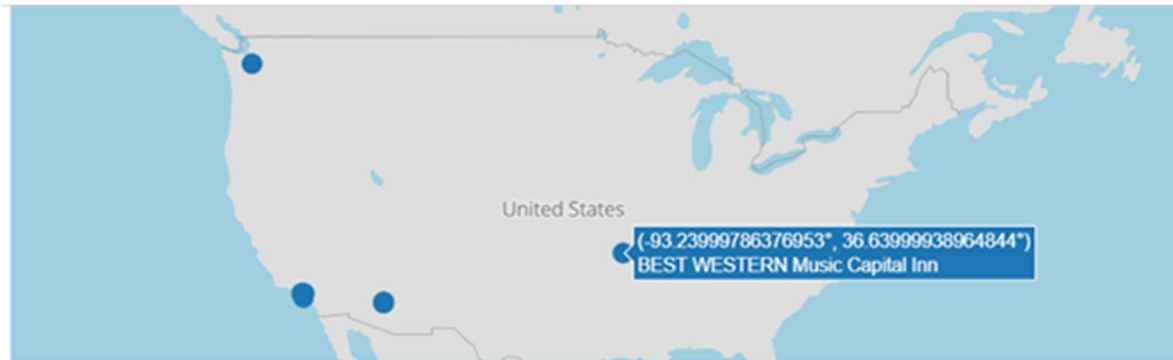 United States
(-93.23999786376953°, 36.63999938964844°)
BEST WESTERN Music Capital Inn